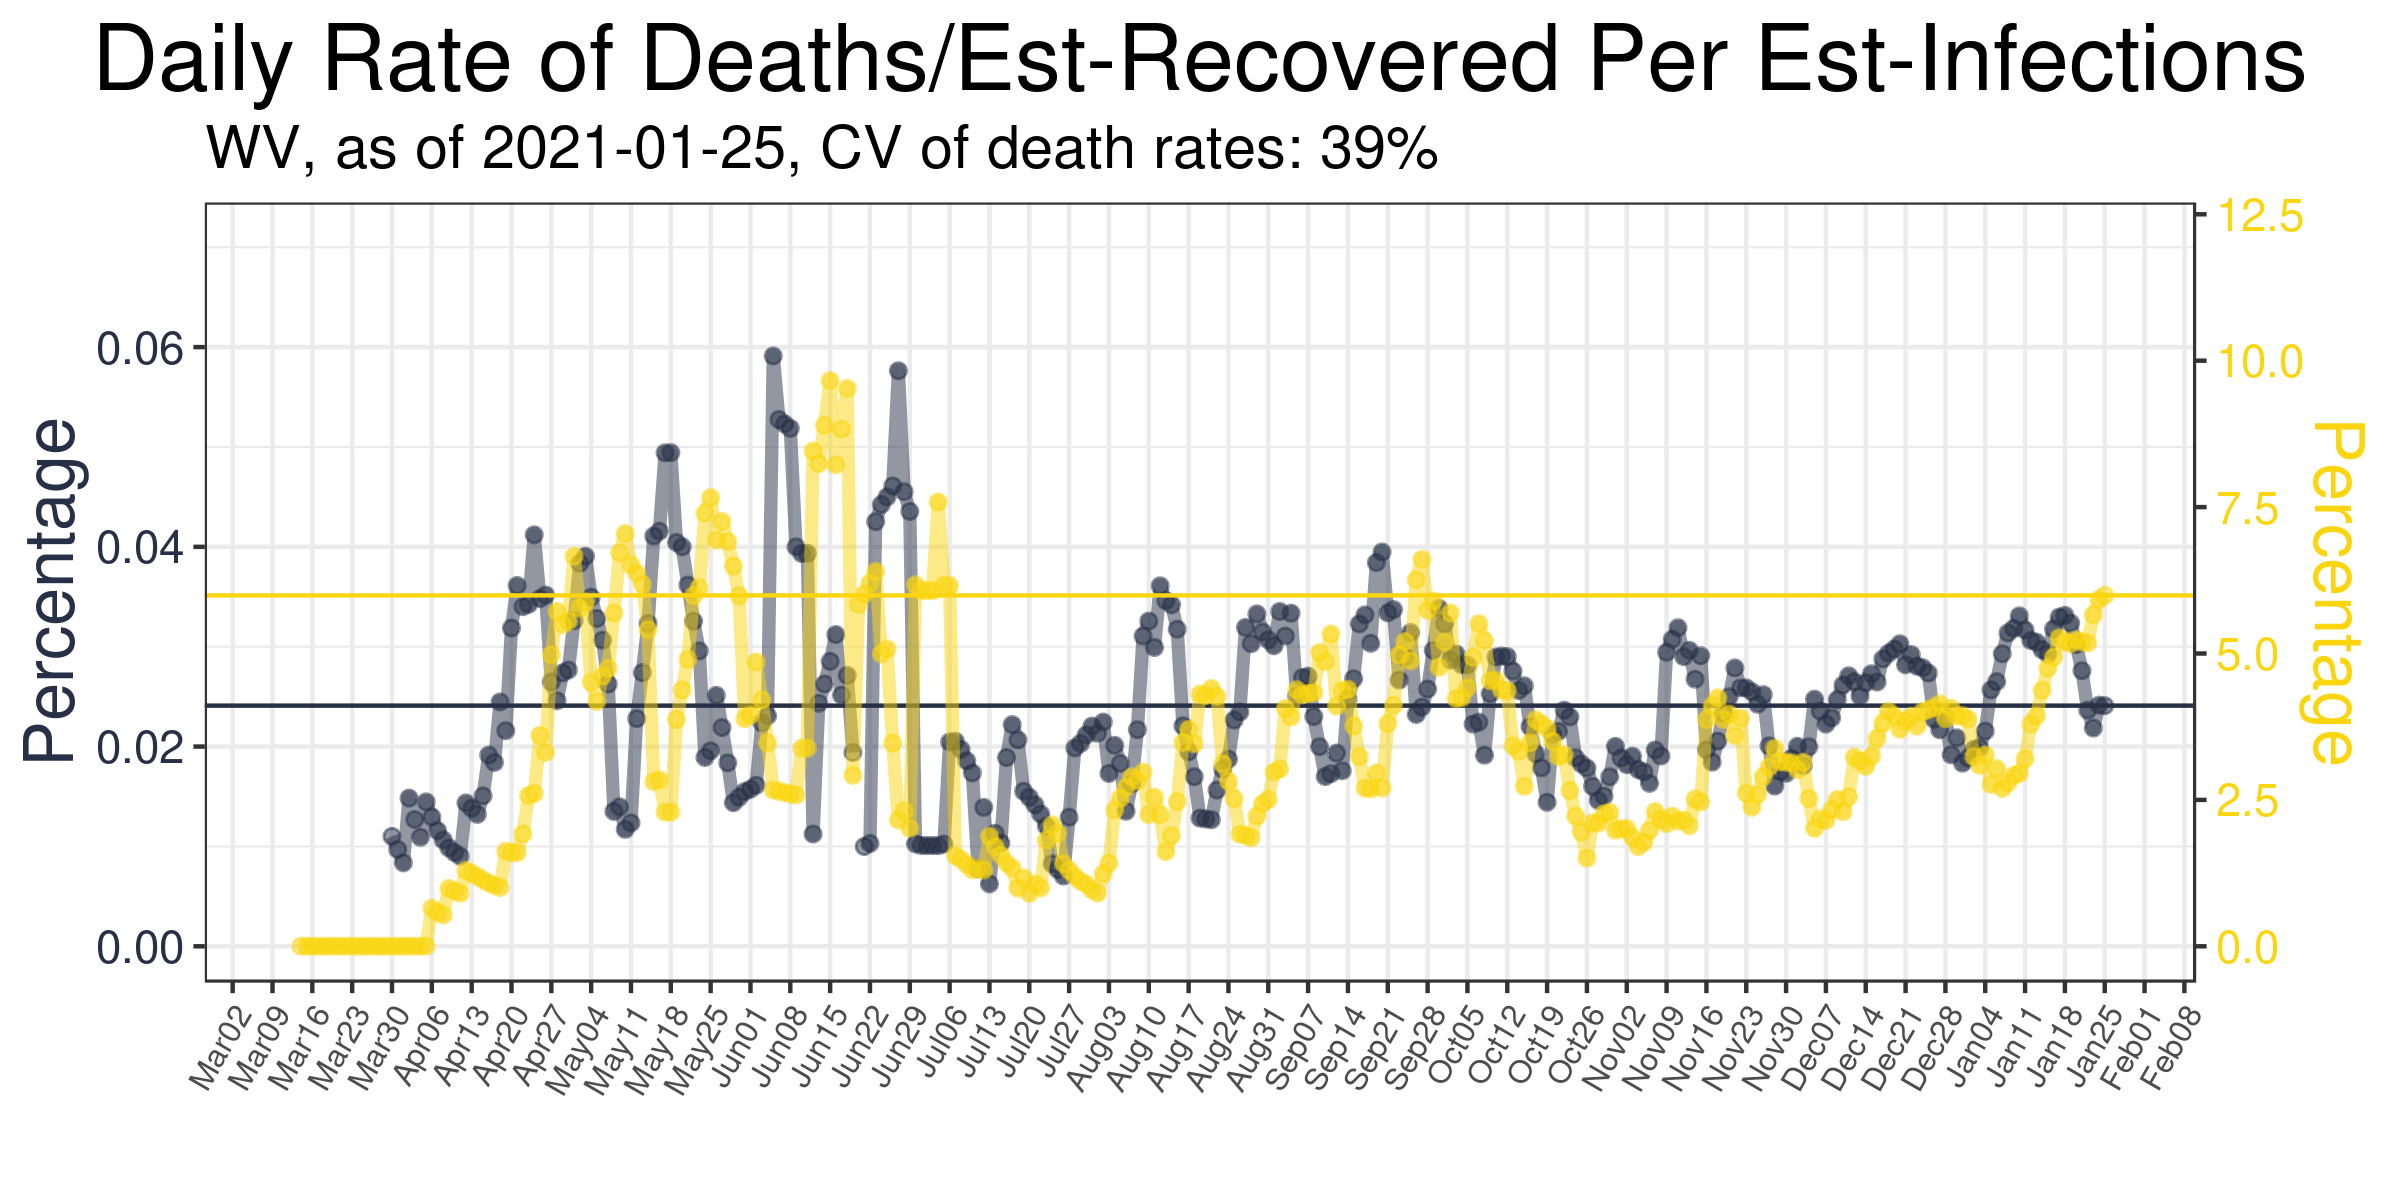 Daily Rate of Deaths/Est-Recovered Per Est-Infections
WV, as of 2021-01-25, CV of death rates: 39%
Percentage
0.06
0.04
0.02
0.00
12.5
10.0
7.5
5.0
2.5
0.0
Percentage
Mar02
Mar09
Mar16
Mar23
Mar30
Apr06
Apr13
Apr20
Apr27
May04
May11
May18
May25
Jun01
Jun08
Jun15
Jun22
Jun29
Jul06
Jul13
Jul20
Jul27
Aug03
Aug10
Aug17
Aug24
Aug31
Sep07
Sep14
Sep21
Sep28
Oct05
Oct12
Oct19
Oct26
Nov02
Nov09
Nov16
Nov23
Nov30
Dec07
Dec14
Dec21
Dec28
Jan04
Jan11
Jan18
Jan25
Feb01
Feb08